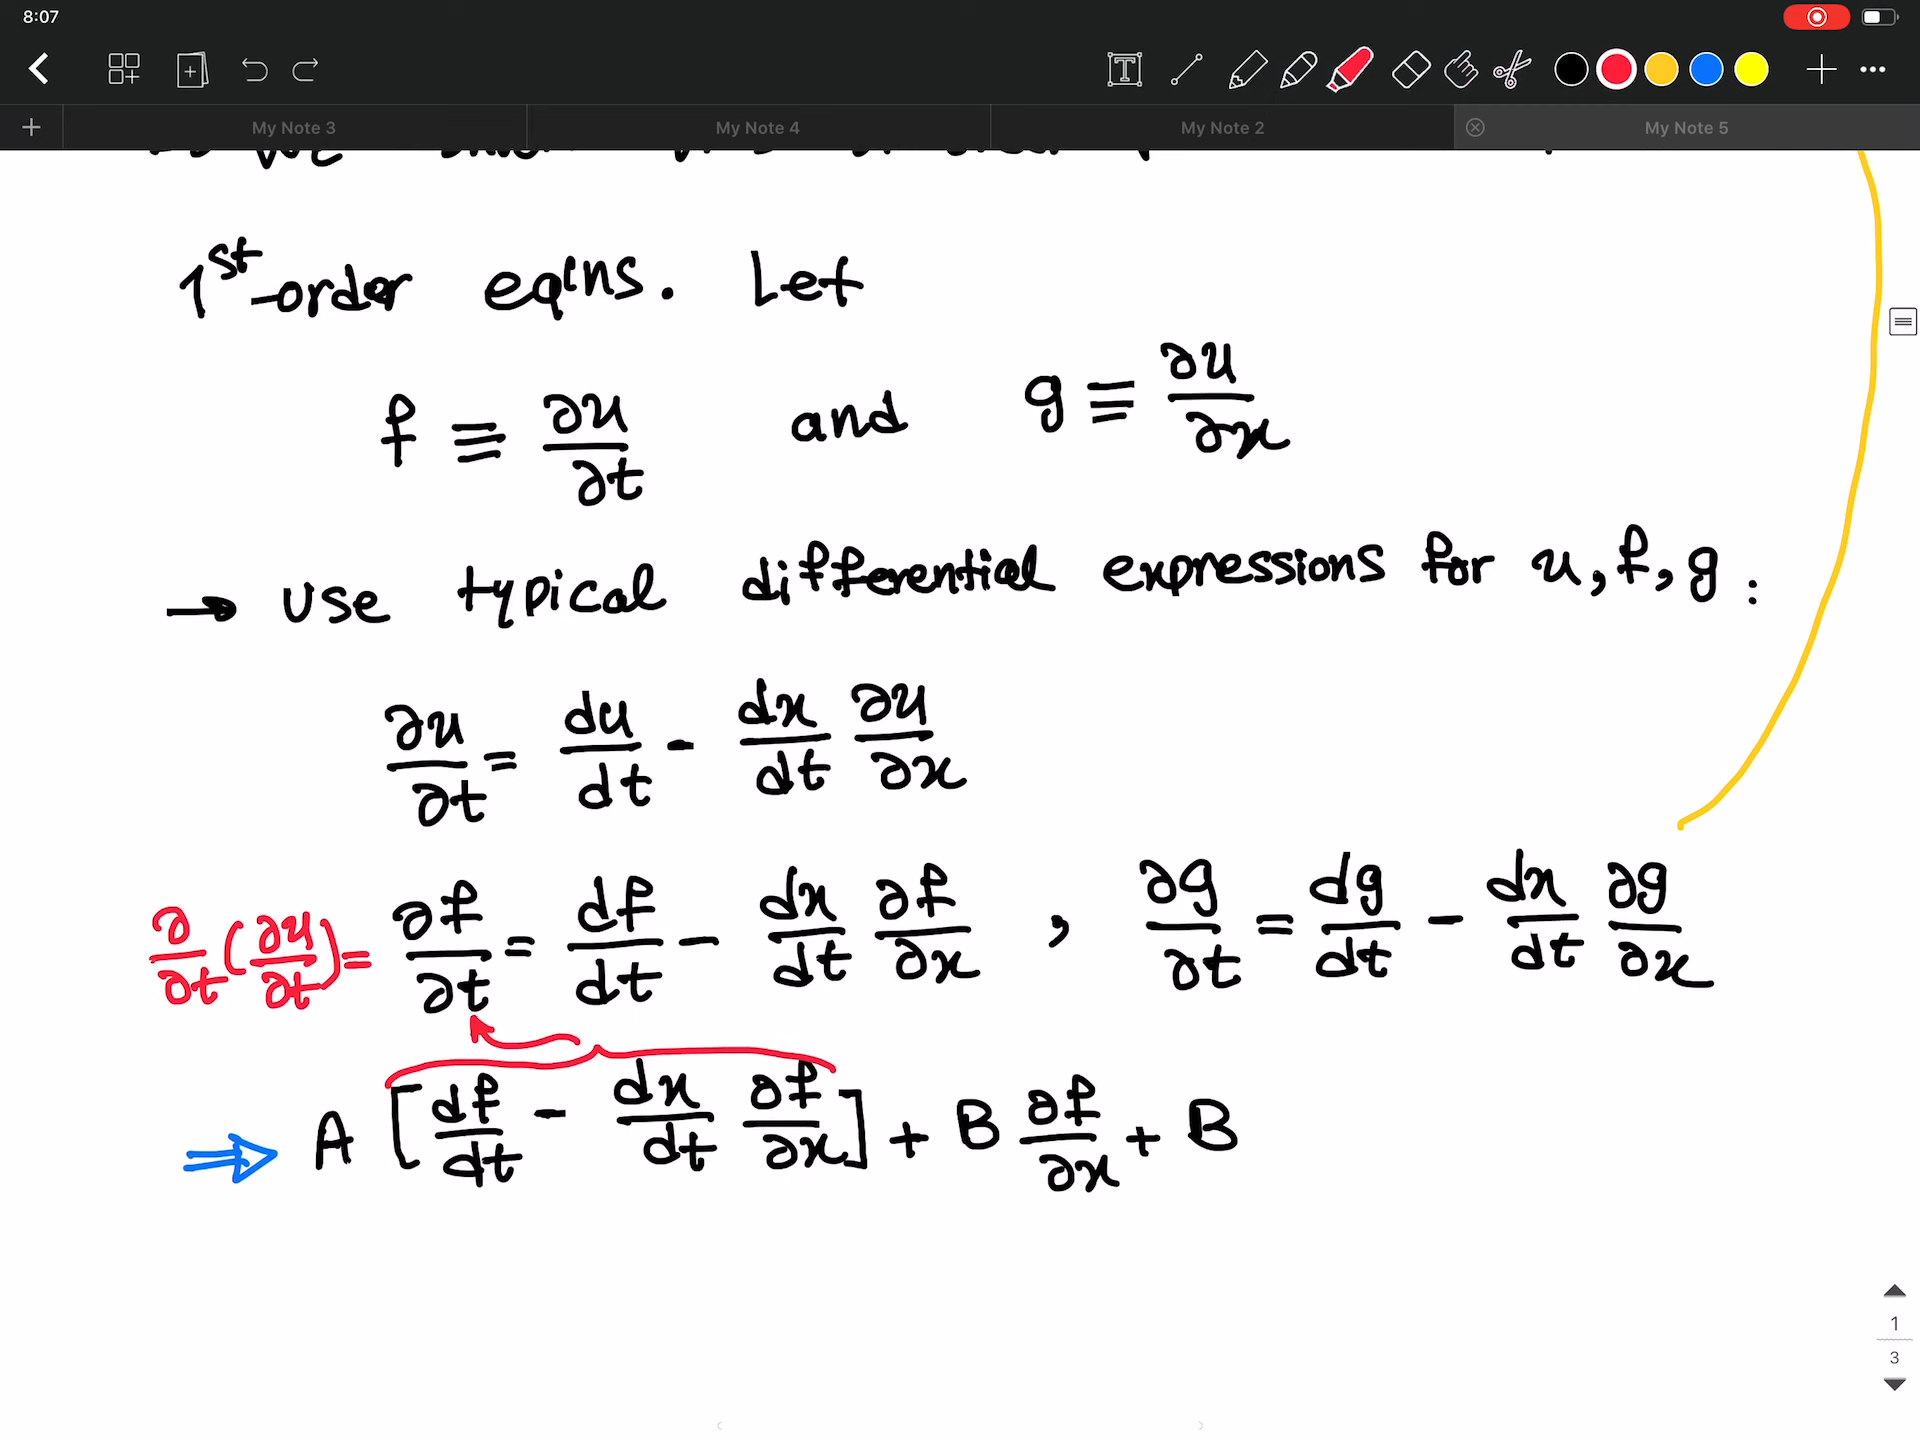 8:07
T
My Note 3 My Note 4 My Note 2 My Note 5
1st-order eq'ns. Let
f ≡ ∂u/∂t and g ≡ ∂u/∂x
→ Use typical differential expressions for u, f, g :
∂u/∂t = du/dt - dx/dt ∂u/∂x
∂/∂t (∂u/∂t) = ∂f/∂t = df/dt - dx/dt ∂f/∂x , ∂g/∂t = dg/dt - dx/dt ∂g/∂x
⇒ A [df/dt - dx/dt ∂f/∂x] + B ∂f/∂x + B
1
3